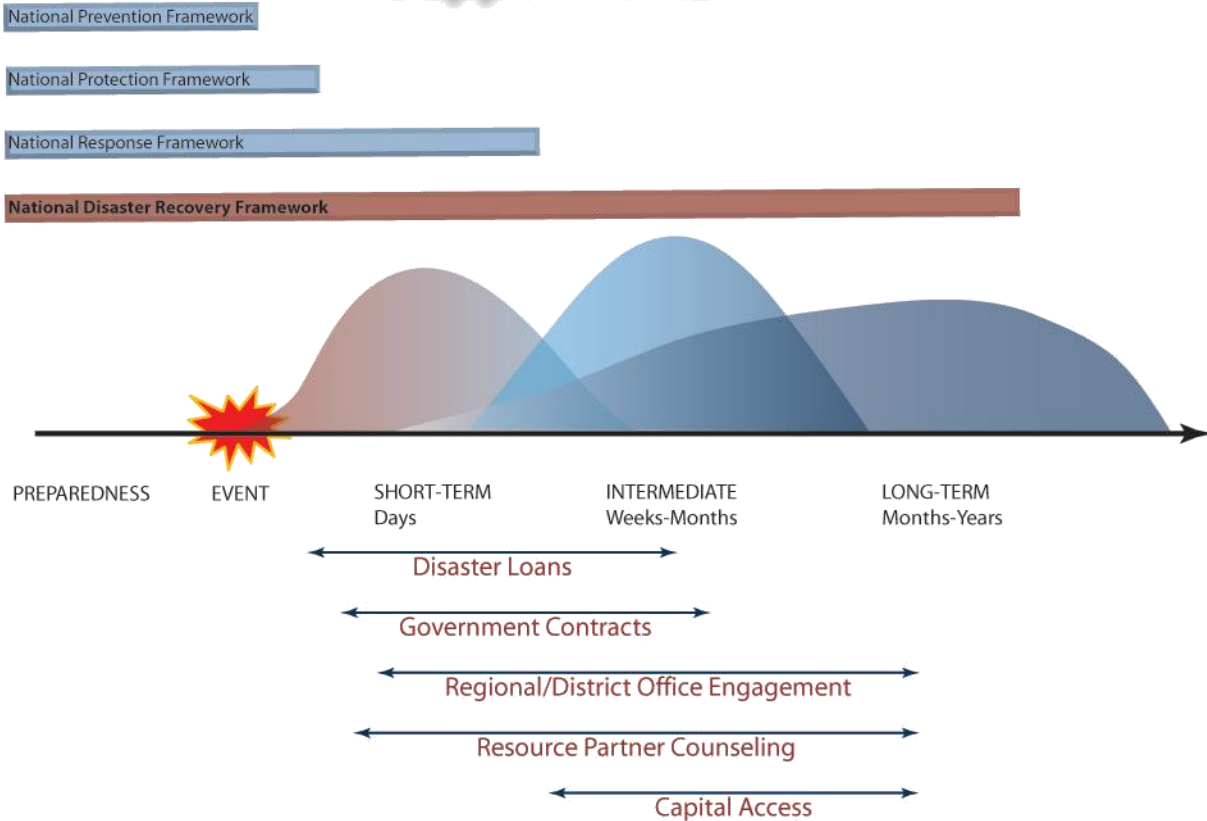 National Prevention Framework
National Protection Framework
National Response Framework
National Disaster Recovery Framework
PREPAREDNESS
EVENT
SHORT-TERM
Days
INTERMEDIATE
Weeks-Months
LONG-TERM
Months-Years
Disaster Loans
Government Contracts
Regional/District Office Engagement
Resource Partner Counseling
Capital Access